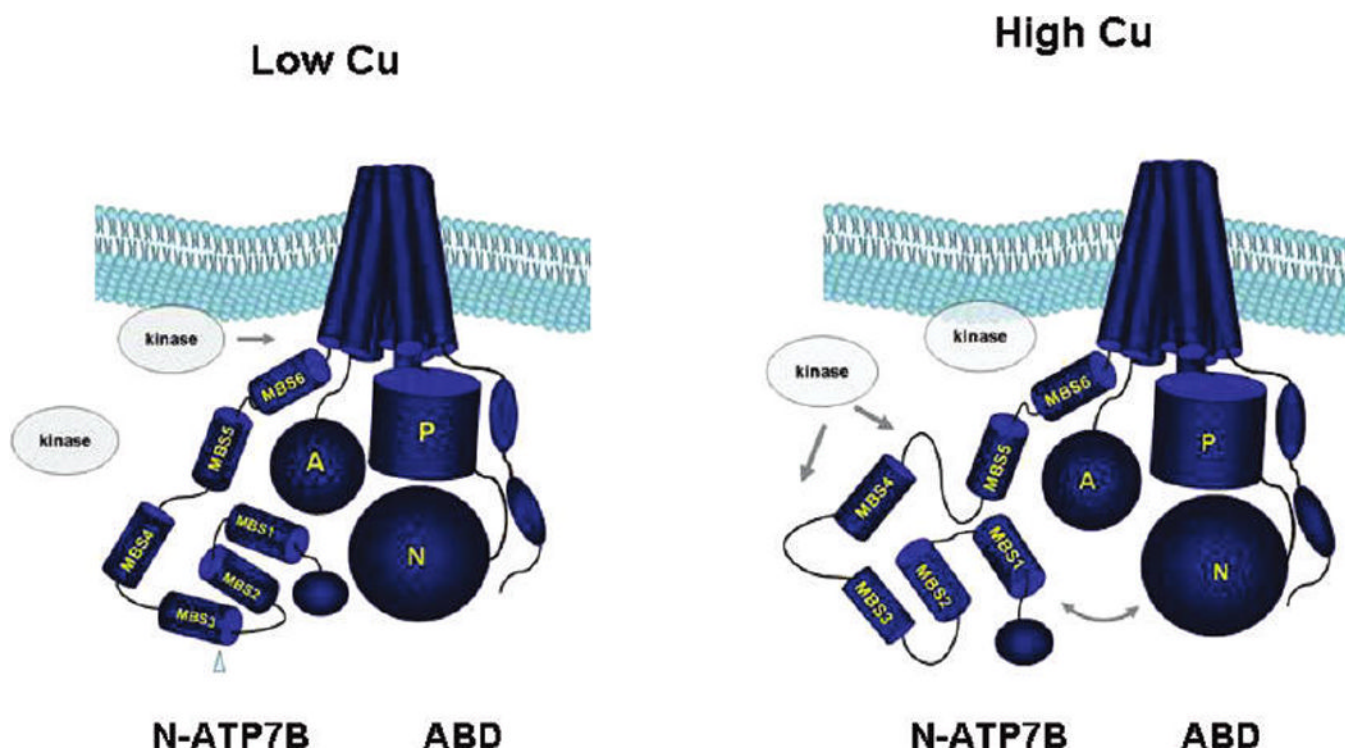 Low Cu
High Cu
kinase
MBS6
kinase
MBS5
A
P
MBS4
MBS1
MBS2
MBS3
N
kinase
kinase
MBS6
MBS5
MBS4
A
P
MBS1
MBS2
MBS3
N
N-ATP7B
ABD
N-ATP7B
ABD